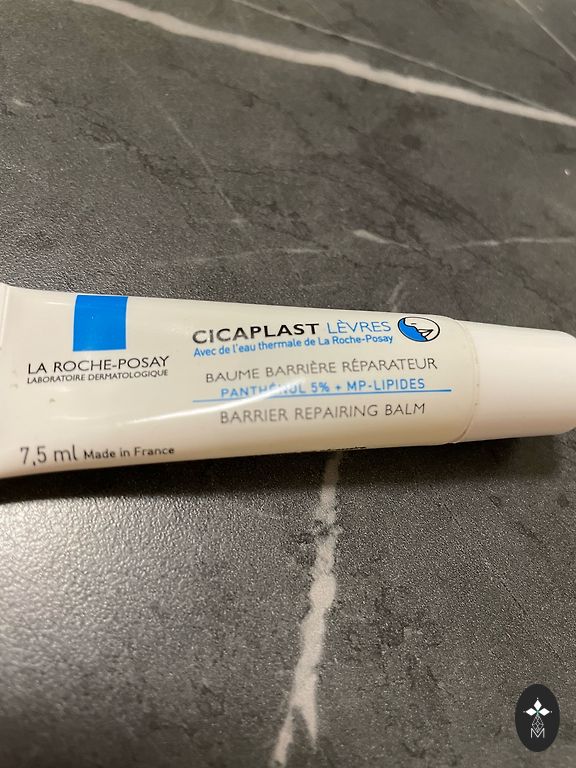 CICAPLAST LÈVRES
Avec de l'eau thermale de La Roche-Posay
LA ROCHE-POSAY
LABORATOIRE DERMATOLOGIQUE
BAUME BARRIÈRE RÉPARATEUR
PANTHÉNOL 5% + MP-LIPIDES
BARRIER REPAIRING BALM
7,5 ml Made in France
M